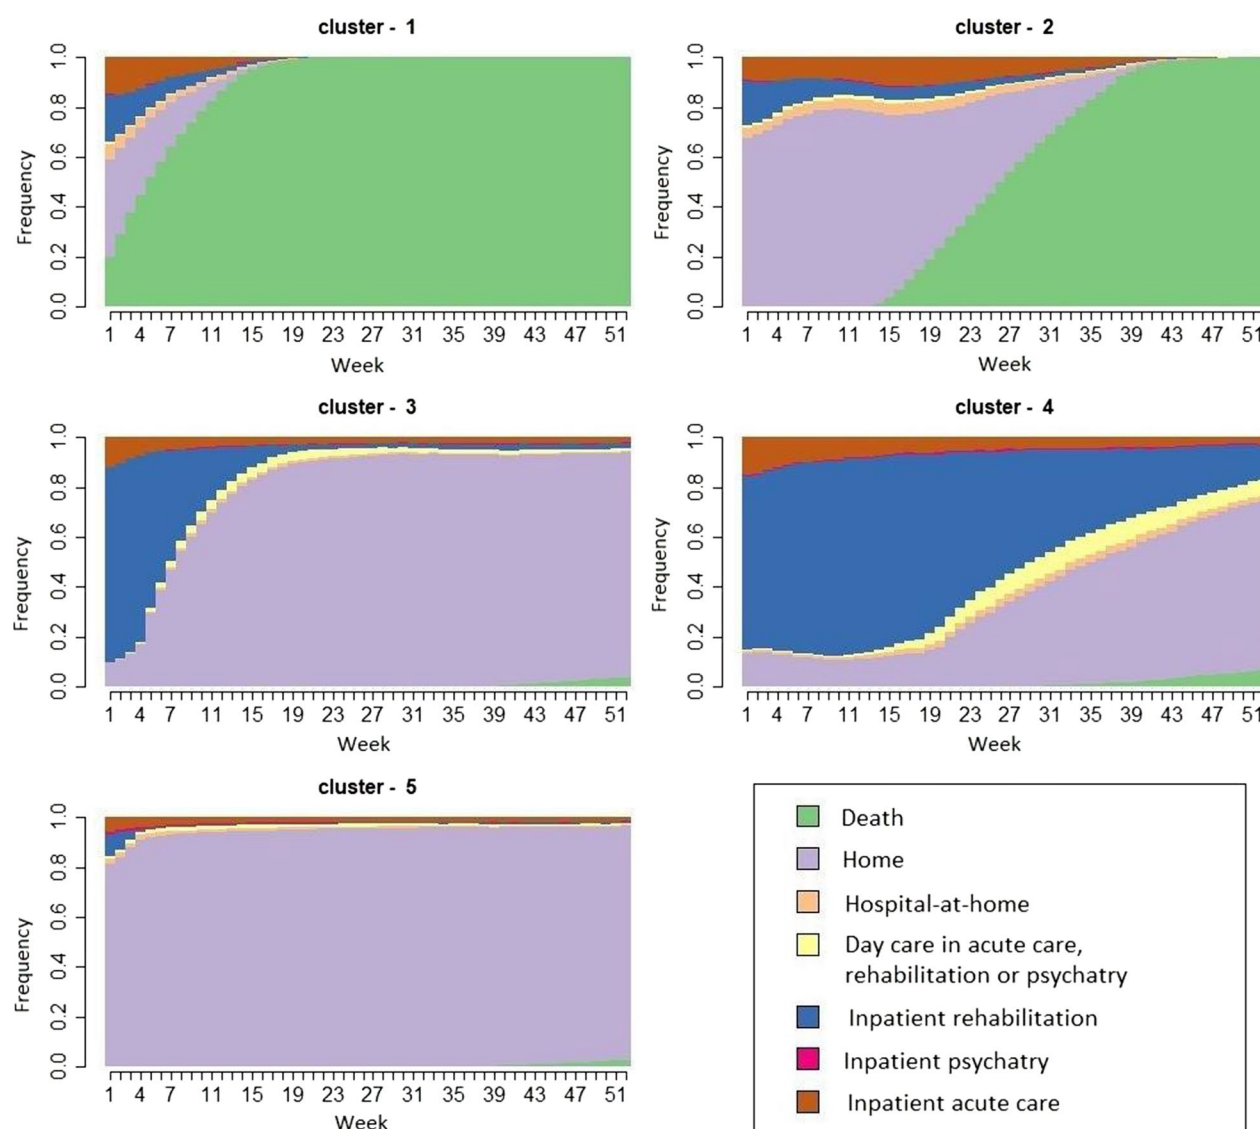 cluster - 1
1.0
0.8
0.6
0.4
0.2
0.0
Frequency
1 4 7 11 15 19 23 27 31 35 39 43 47 51
Week
cluster - 2
1.0
0.8
0.6
0.4
0.2
0.0
Frequency
1 4 7 11 15 19 23 27 31 35 39 43 47 51
Week
cluster - 3
1.0
0.8
0.6
0.4
0.2
0.0
Frequency
1 4 7 11 15 19 23 27 31 35 39 43 47 51
Week
cluster - 4
1.0
0.8
0.6
0.4
0.2
0.0
Frequency
1 4 7 11 15 19 23 27 31 35 39 43 47 51
Week
cluster - 5
1.0
0.8
0.6
0.4
0.2
0.0
Frequency
1 4 7 11 15 19 23 27 31 35 39 43 47 51
Week
Death
Home
Hospital-at-home
Day care in acute care,
rehabilitation or psychatry
Inpatient rehabilitation
Inpatient psychatry
Inpatient acute care